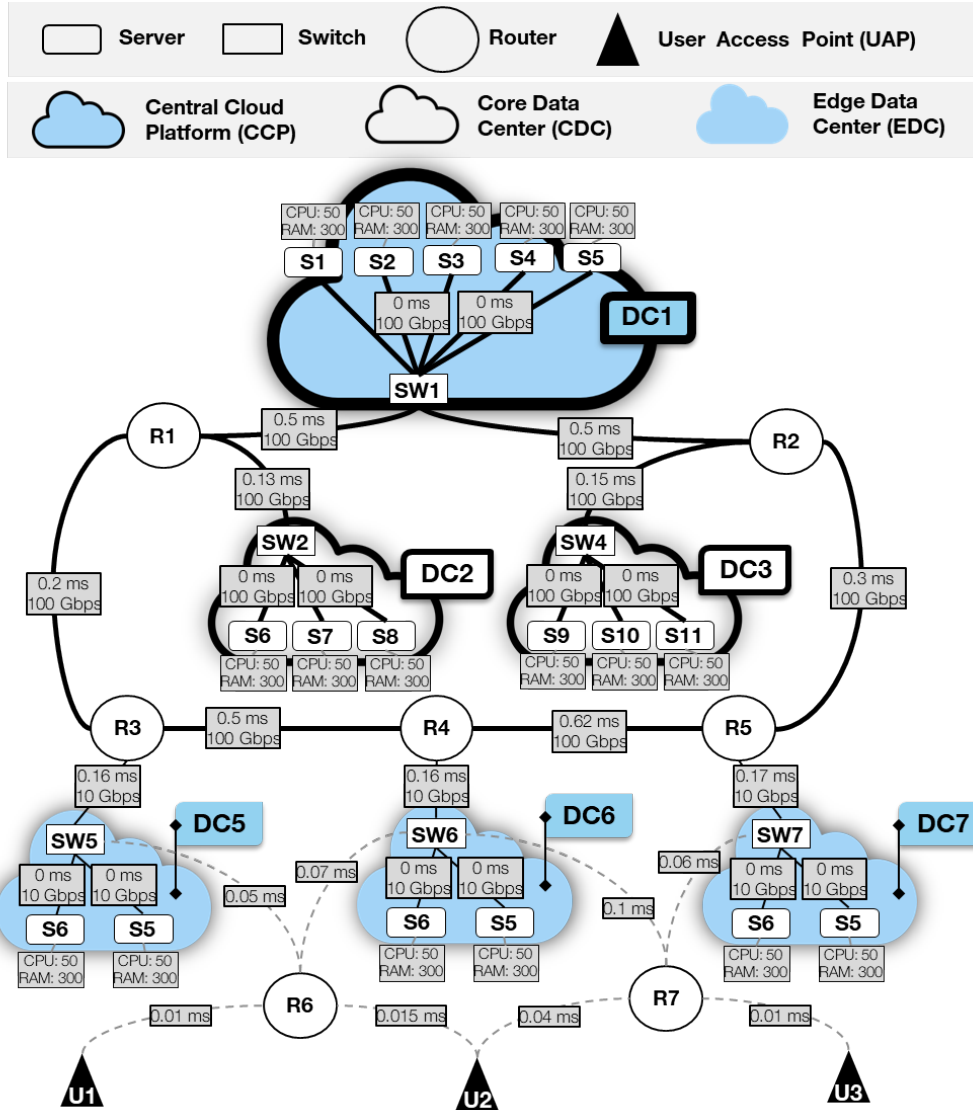 Server
Switch
Router
User Access Point (UAP)
Central Cloud
Platform (CCP)
Core Data
Center (CDC)
Edge Data
Center (EDC)
CPU: 50
RAM: 300
CPU: 50
RAM: 300
CPU: 50
RAM: 300
CPU: 50
RAM: 300
CPU: 50
RAM: 300
S1
S2
S3
S4
S5
0 ms
100 Gbps
0 ms
100 Gbps
DC1
SW1
R1
0.5 ms
100 Gbps
0.5 ms
100 Gbps
R2
0.13 ms
100 Gbps
0.15 ms
100 Gbps
SW2
SW4
DC2
DC3
0 ms
100 Gbps
0 ms
100 Gbps
0 ms
100 Gbps
0 ms
100 Gbps
0.2 ms
100 Gbps
0.3 ms
100 Gbps
S6
S7
S8
S9
S10
S11
CPU: 50
RAM: 300
CPU: 50
RAM: 300
CPU: 50
RAM: 300
CPU: 50
RAM: 300
CPU: 50
RAM: 300
CPU: 50
RAM: 300
R3
0.5 ms
100 Gbps
R4
0.62 ms
100 Gbps
R5
0.16 ms
10 Gbps
0.16 ms
10 Gbps
0.17 ms
10 Gbps
DC5
DC6
DC7
SW5
SW6
SW7
0 ms
10 Gbps
0 ms
10 Gbps
0.05 ms
0.07 ms
0 ms
10 Gbps
0 ms
10 Gbps
0.1 ms
0.06 ms
0 ms
10 Gbps
0 ms
10 Gbps
S6
S5
S6
S5
S6
S5
CPU: 50
RAM: 300
CPU: 50
RAM: 300
CPU: 50
RAM: 300
CPU: 50
RAM: 300
CPU: 50
RAM: 300
CPU: 50
RAM: 300
R6
R7
0.01 ms
0.015 ms
0.04 ms
0.01 ms
U1
U2
U3